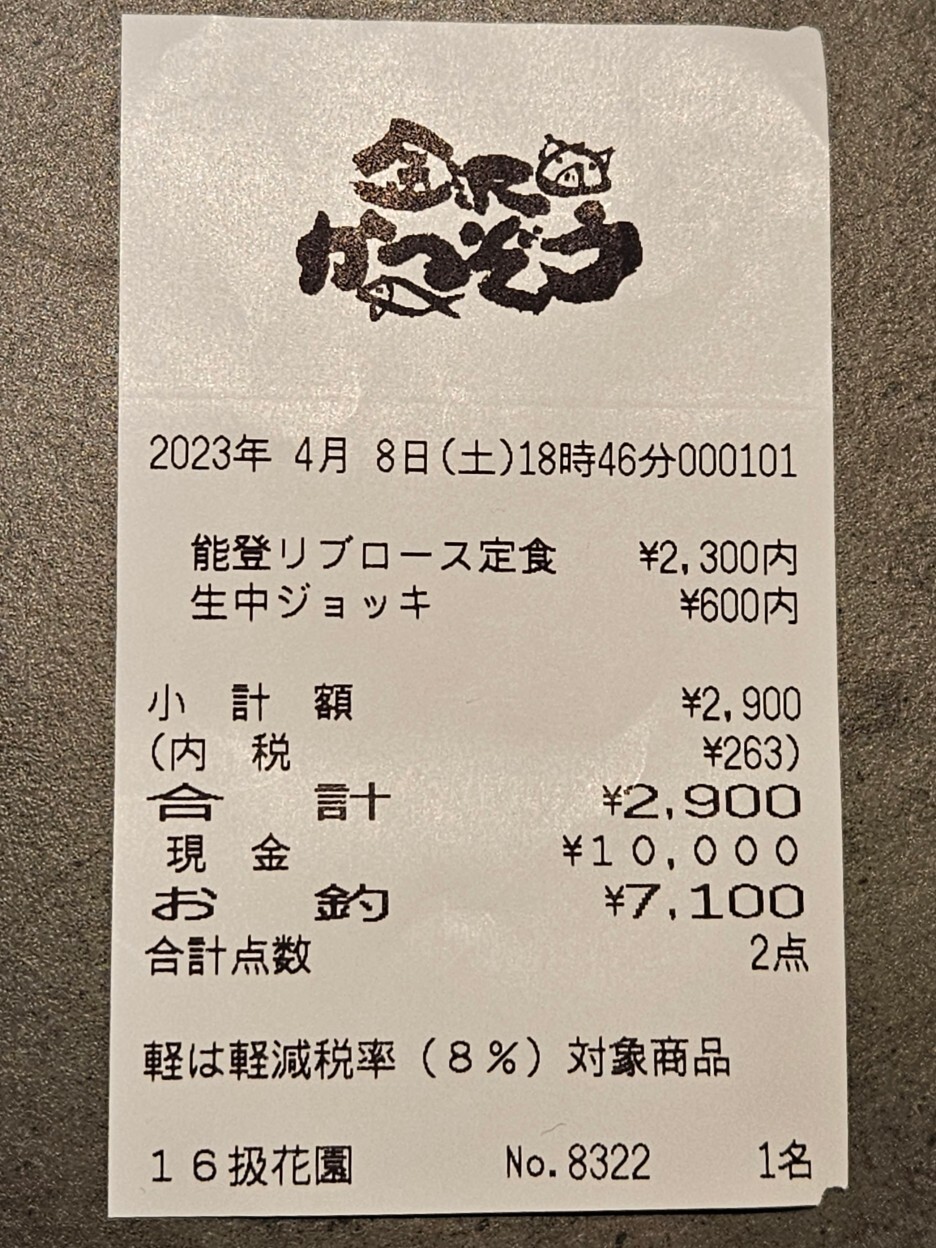 金沢
かつぞう
2023年 4月 8日(土)18時46分000101
能登リブロース定食 ¥2,300内
生中ジョッキ ¥600内
小 計 額 ¥2,900
(内 税 ¥263)
合 計 ¥2,900
現 金 ¥10,000
お 釣 ¥7,100
合計点数 2点
軽は軽減税率(8%)対象商品
16扱花園 No.8322 1名